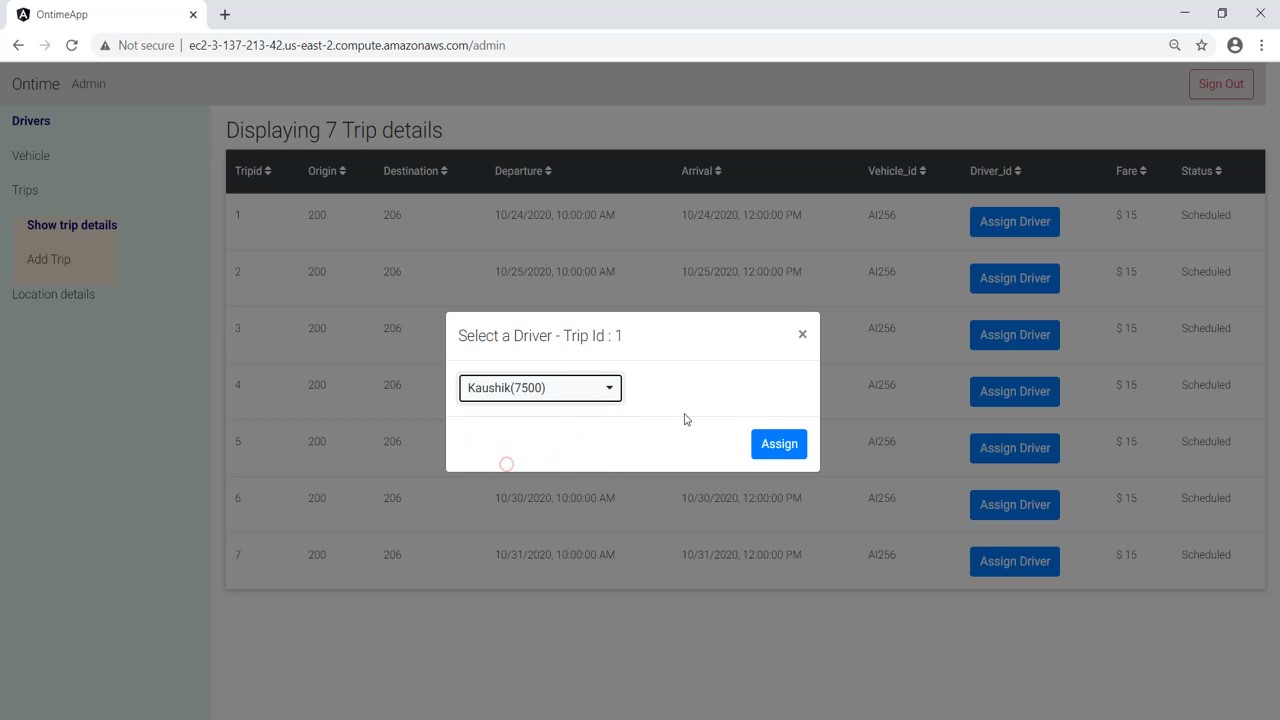 OntimeApp
Not secure
ec2-3-137-213-42.us-east-2.compute.amazonaws.com/admin
Ontime Admin Sign Out
Drivers
Vehicle
Trips
Show trip details
Add Trip
Location details
Displaying 7 Trip details
Tripid Origin Destination Departure Arrival Vehicle_id Driver_id Fare Status
1 200 206 10/24/2020, 10:00:00 AM 10/24/2020, 12:00:00 PM AI256 Assign Driver $ 15 Scheduled
2 200 206 10/25/2020, 10:00:00 AM 10/25/2020, 12:00:00 PM AI256 Assign Driver $ 15 Scheduled
3 200 206 AI256 Assign Driver $ 15 Scheduled
4 200 206 AI256 Assign Driver $ 15 Scheduled
5 200 206 AI256 Assign Driver $ 15 Scheduled
6 200 206 10/30/2020, 10:00:00 AM 10/30/2020, 12:00:00 PM AI256 Assign Driver $ 15 Scheduled
7 200 206 10/31/2020, 10:00:00 AM 10/31/2020, 12:00:00 PM AI256 Assign Driver $ 15 Scheduled
Select a Driver - Trip Id : 1
×
Kaushik(7500)
Assign